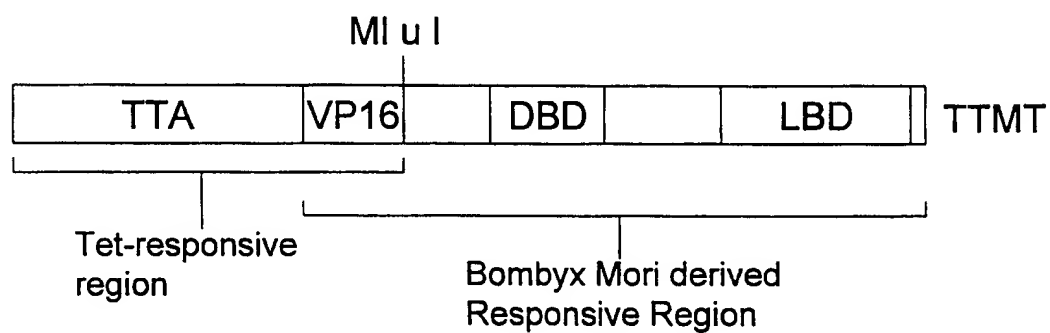 Ml u I
TTA VP16 DBD LBD TTMT
Tet-responsive
region
Bombyx Mori derived
Responsive Region